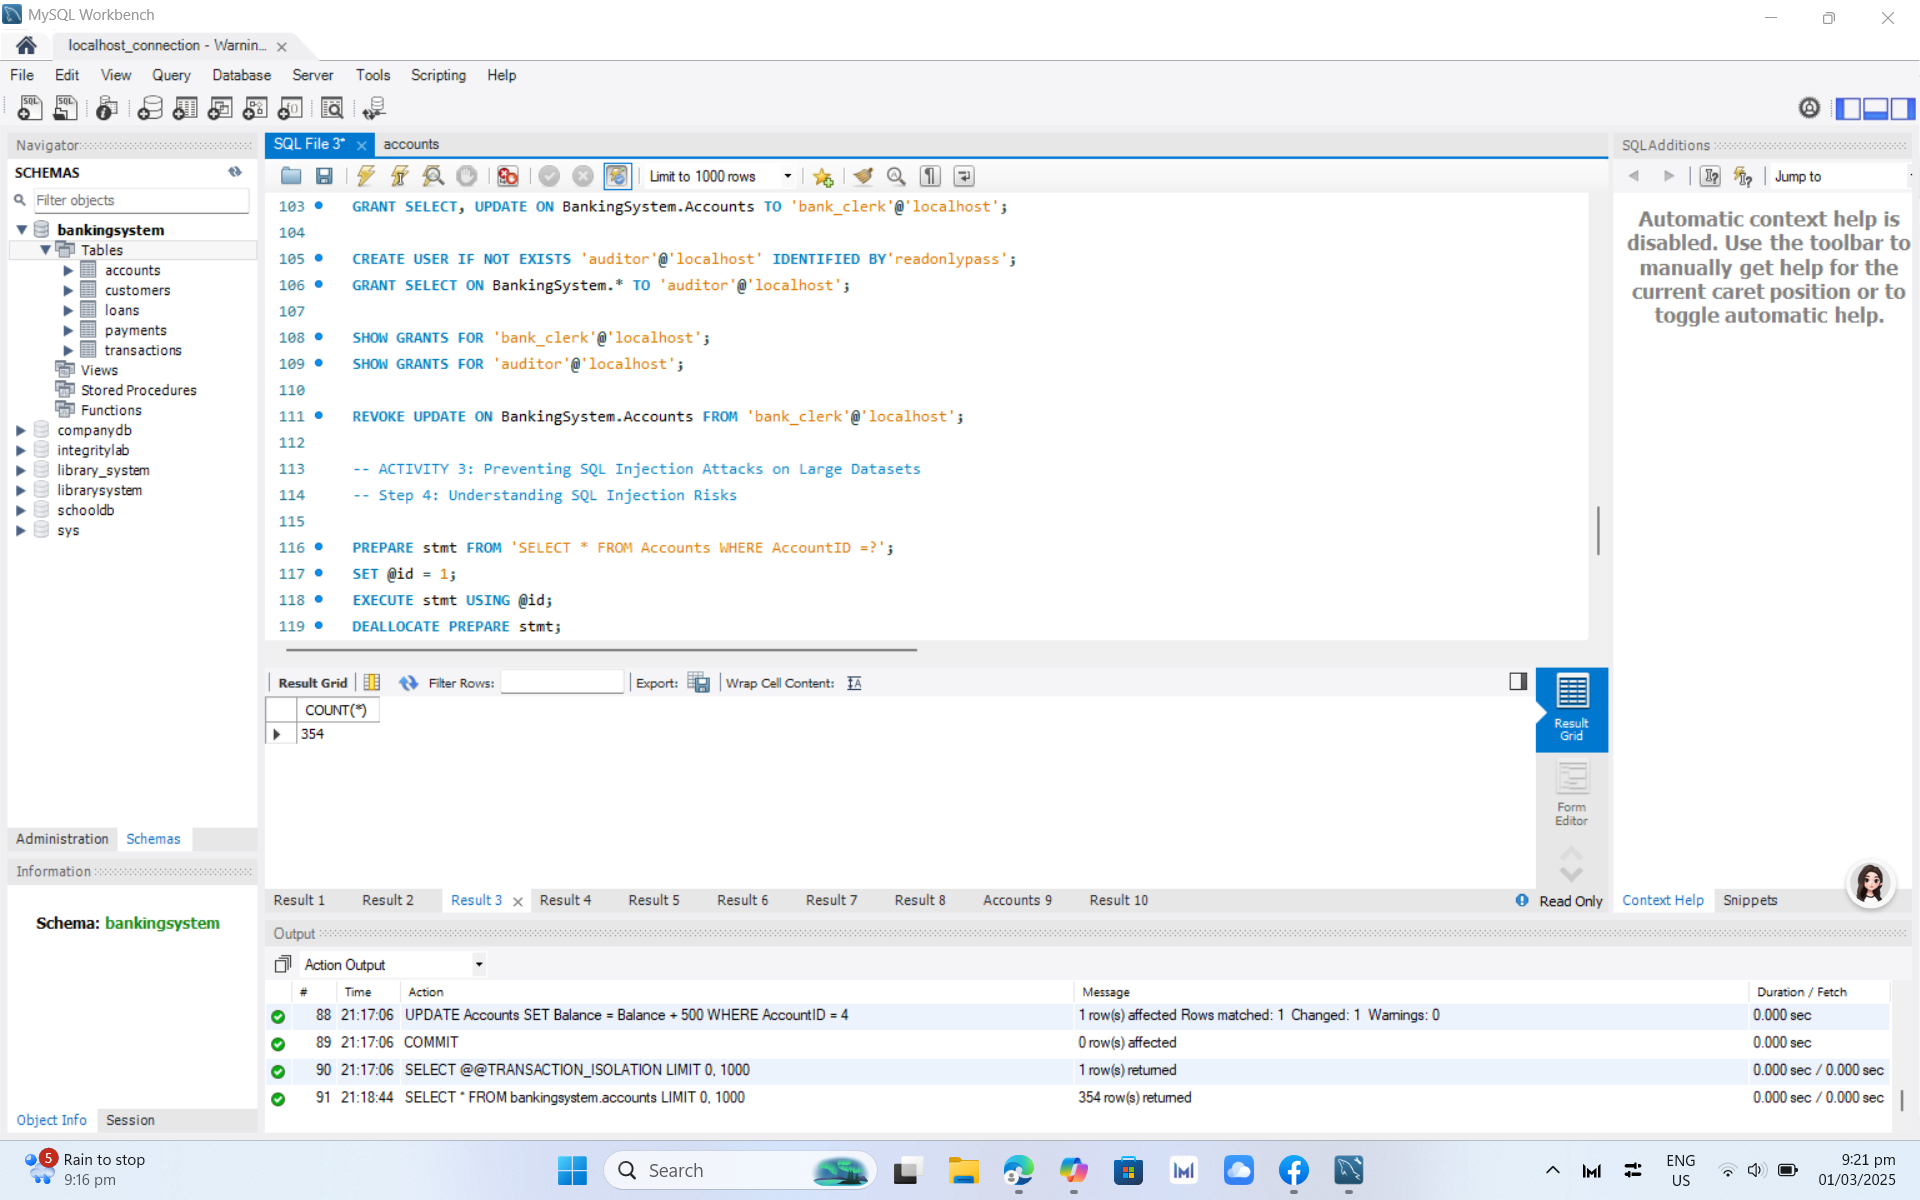 MySQL Workbench
localhost_connection - Warnin...
File Edit View Query Database Server Tools Scripting Help
Navigator
SCHEMAS
Filter objects
bankingsystem
Tables
accounts
customers
loans
payments
transactions
Views
Stored Procedures
Functions
companydb
integritylab
library_system
librarysystem
schooldb
sys
Administration Schemas
Information
Schema: bankingsystem
Object Info Session
SQL File 3* accounts
Limit to 1000 rows
103 GRANT SELECT, UPDATE ON BankingSystem.Accounts TO 'bank_clerk'@'localhost';
104
105 CREATE USER IF NOT EXISTS 'auditor'@'localhost' IDENTIFIED BY'readonlypass';
106 GRANT SELECT ON BankingSystem.* TO 'auditor'@'localhost';
107
108 SHOW GRANTS FOR 'bank_clerk'@'localhost';
109 SHOW GRANTS FOR 'auditor'@'localhost';
110
111 REVOKE UPDATE ON BankingSystem.Accounts FROM 'bank_clerk'@'localhost';
112
113 -- ACTIVITY 3: Preventing SQL Injection Attacks on Large Datasets
114 -- Step 4: Understanding SQL Injection Risks
115
116 PREPARE stmt FROM 'SELECT * FROM Accounts WHERE AccountID =?';
117 SET @id = 1;
118 EXECUTE stmt USING @id;
119 DEALLOCATE PREPARE stmt;
Result Grid Filter Rows: Export: Wrap Cell Content:
COUNT(*)
354
Result Grid
Form Editor
Result 1 Result 2 Result 3 Result 4 Result 5 Result 6 Result 7 Result 8 Accounts 9 Result 10 Read Only
SQLAdditions
Jump to
Automatic context help is
disabled. Use the toolbar to
manually get help for the
current caret position or to
toggle automatic help.
Context Help Snippets
Output
Action Output
# Time Action Message Duration / Fetch
88 21:17:06 UPDATE Accounts SET Balance = Balance + 500 WHERE AccountID = 4 1 row(s) affected Rows matched: 1 Changed: 1 Warnings: 0 0.000 sec
89 21:17:06 COMMIT 0 row(s) affected 0.000 sec
90 21:17:06 SELECT @@TRANSACTION_ISOLATION LIMIT 0, 1000 1 row(s) returned 0.000 sec / 0.000 sec
91 21:18:44 SELECT * FROM bankingsystem.accounts LIMIT 0, 1000 354 row(s) returned 0.000 sec / 0.000 sec
5
Rain to stop
9:16 pm
Search
ENG
US
9:21 pm
01/03/2025